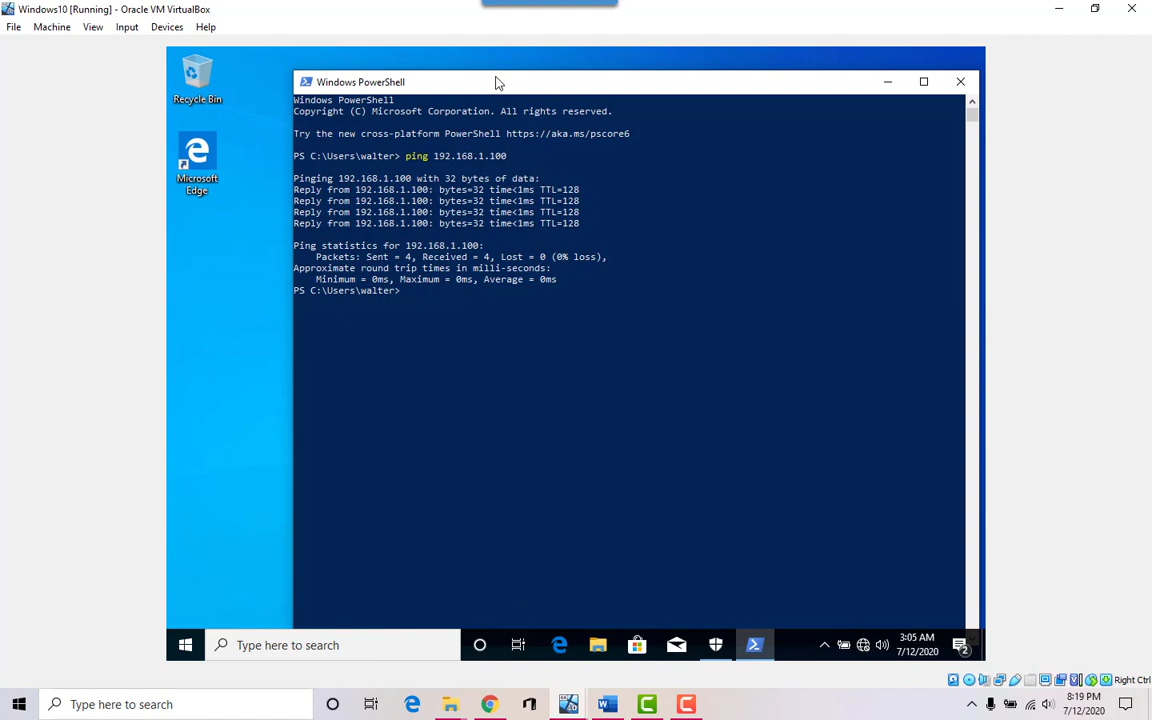 Windows10 [Running] - Oracle VM VirtualBox
File Machine View Input Devices Help
Recycle Bin
Microsoft
Edge
Windows PowerShell
Windows PowerShell
Copyright (C) Microsoft Corporation. All rights reserved.
Try the new cross-platform PowerShell https://aka.ms/pscore6
PS C:\Users\walter> ping 192.168.1.100
Pinging 192.168.1.100 with 32 bytes of data:
Reply from 192.168.1.100: bytes=32 time<1ms TTL=128
Reply from 192.168.1.100: bytes=32 time<1ms TTL=128
Reply from 192.168.1.100: bytes=32 time<1ms TTL=128
Reply from 192.168.1.100: bytes=32 time<1ms TTL=128
Ping statistics for 192.168.1.100:
Packets: Sent = 4, Received = 4, Lost = 0 (0% loss),
Approximate round trip times in milli-seconds:
Minimum = 0ms, Maximum = 0ms, Average = 0ms
PS C:\Users\walter>
Type here to search
3:05 AM
7/12/2020
2
Right Ctrl
Type here to search
8:19 PM
7/12/2020